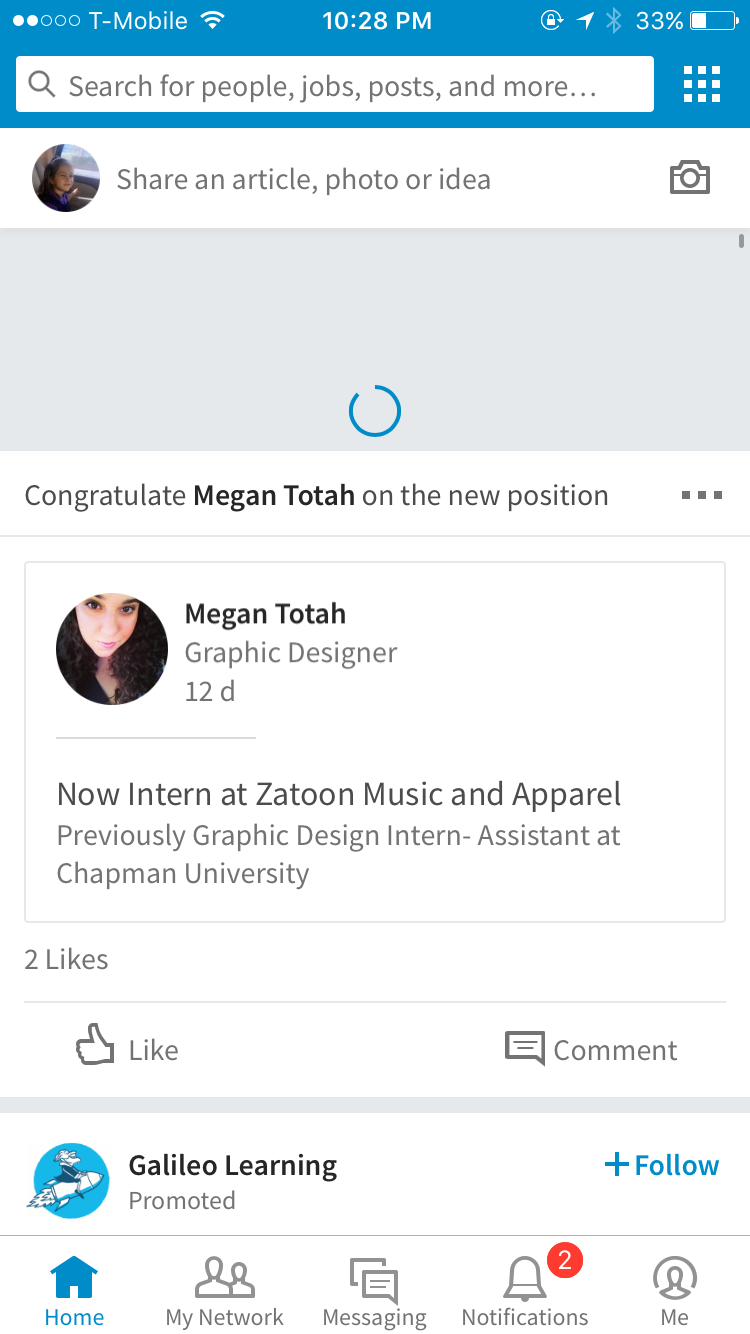 T-Mobile 10:28 PM 33%
Search for people, jobs, posts, and more...
Share an article, photo or idea
Congratulate Megan Totah on the new position
Megan Totah
Graphic Designer
12 d
Now Intern at Zatoon Music and Apparel
Previously Graphic Design Intern- Assistant at
Chapman University
2 Likes
Like Comment
Galileo Learning +Follow
Promoted
2
Home My Network Messaging Notifications Me